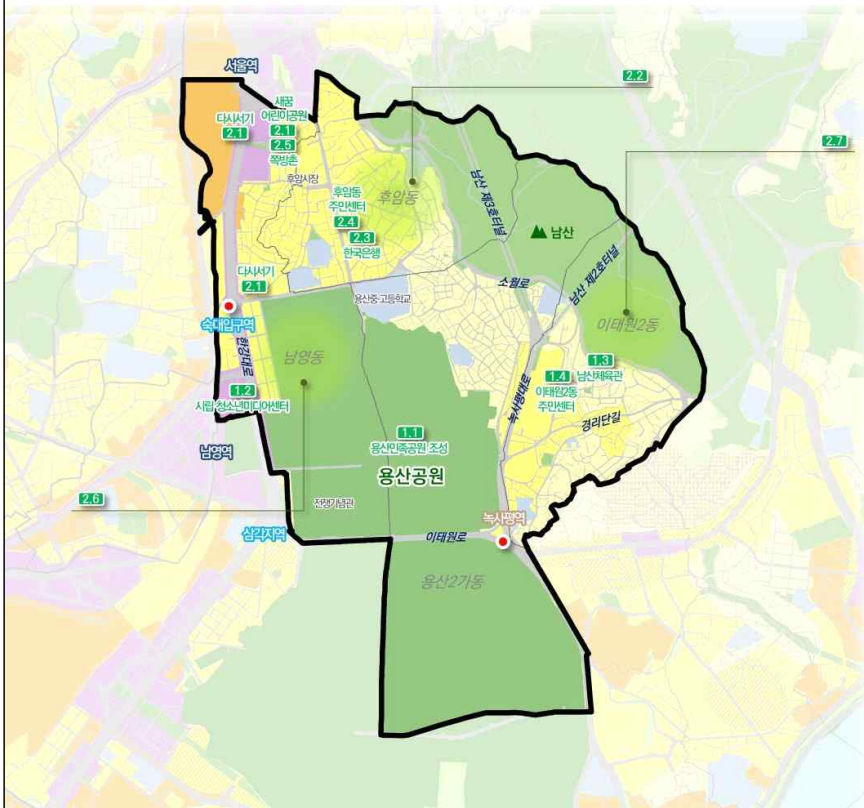 서울역
2.2
다시서기
2.1
새꿈
어린이공원
2.1
2.5
쪽방촌
2.7
후암시장
후암동
주민센터
2.4
2.3
한국은행
후암동
남산 제3호터널
남산
남산 제2호터널
소월로
다시서기
2.1
용산중·고등학교
숙대입구역
한강대로
남영동
이태원2동
1.3
남산체육관
1.4
이태원2동
주민센터
녹사평대로
경리단길
1.2
시립 청소년미디어센터
남영역
1.1
용산민족공원 조성
용산공원
2.6
전쟁기념관
삼각지역
이태원로
녹사평역
용산2가동